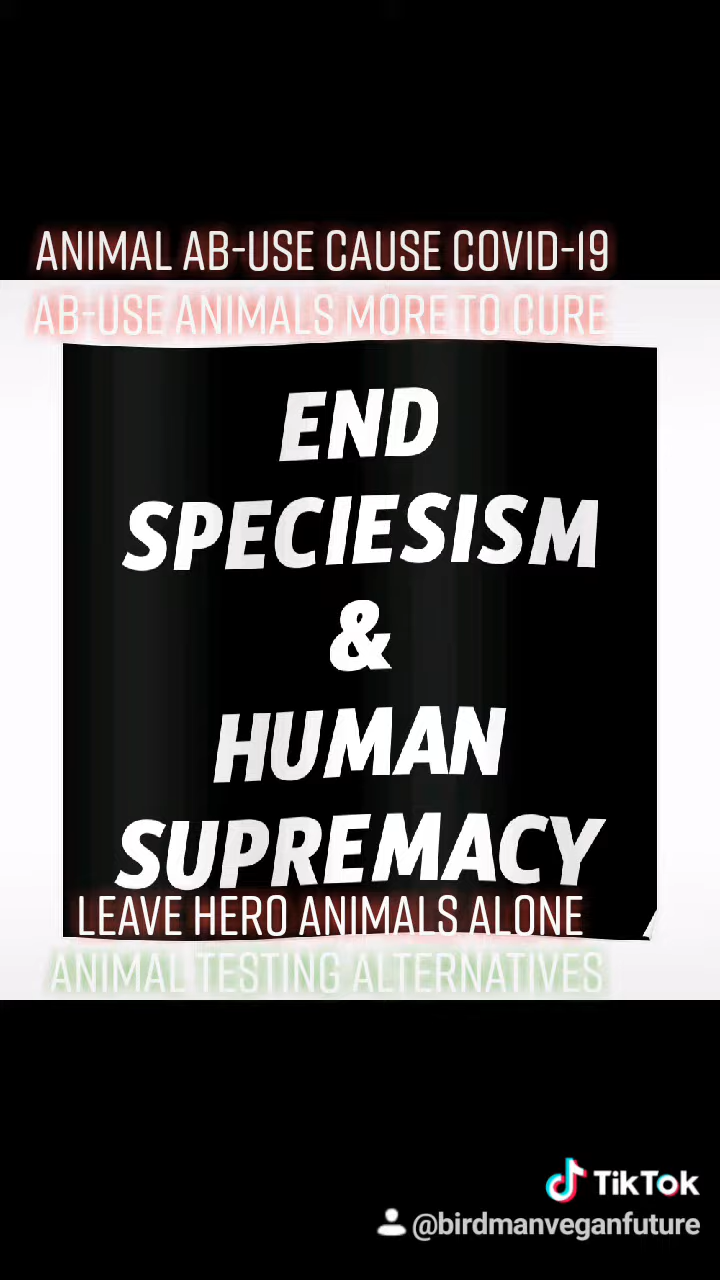 ANIMAL AB-USE CAUSE COVID-19
AB-USE ANIMALS MORE TO CURE
END
SPECIESISM
&
HUMAN
SUPREMACY
LEAVE HERO ANIMALS ALONE
ANIMAL TESTING ALTERNATIVES
TikTok
@birdmanveganfuture